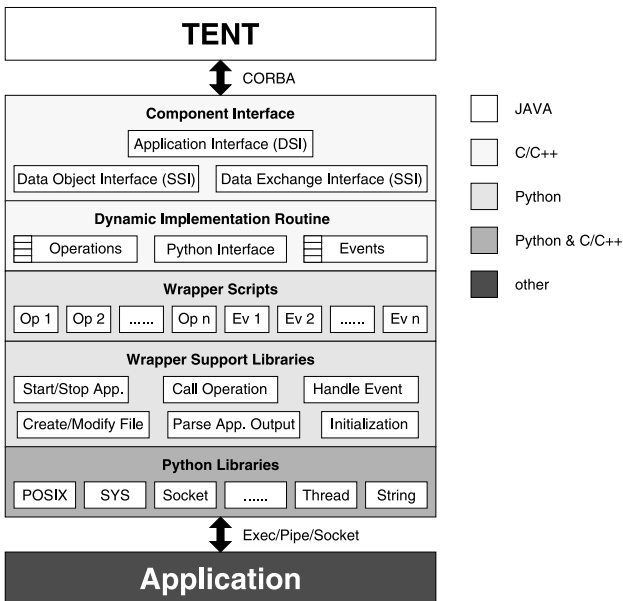 TENT
CORBA
Component Interface
Application Interface (DSI)
Data Object Interface (SSI) Data Exchange Interface (SSI)
Dynamic Implementation Routine
Operations Python Interface Events
Wrapper Scripts
Op 1 Op 2 ...... Op n Ev 1 Ev 2 ...... Ev n
Wrapper Support Libraries
Start/Stop App. Call Operation Handle Event
Create/Modify File Parse App. Output Initialization
Python Libraries
POSIX SYS Socket ...... Thread String
Exec/Pipe/Socket
Application
JAVA
C/C++
Python
Python & C/C++
other